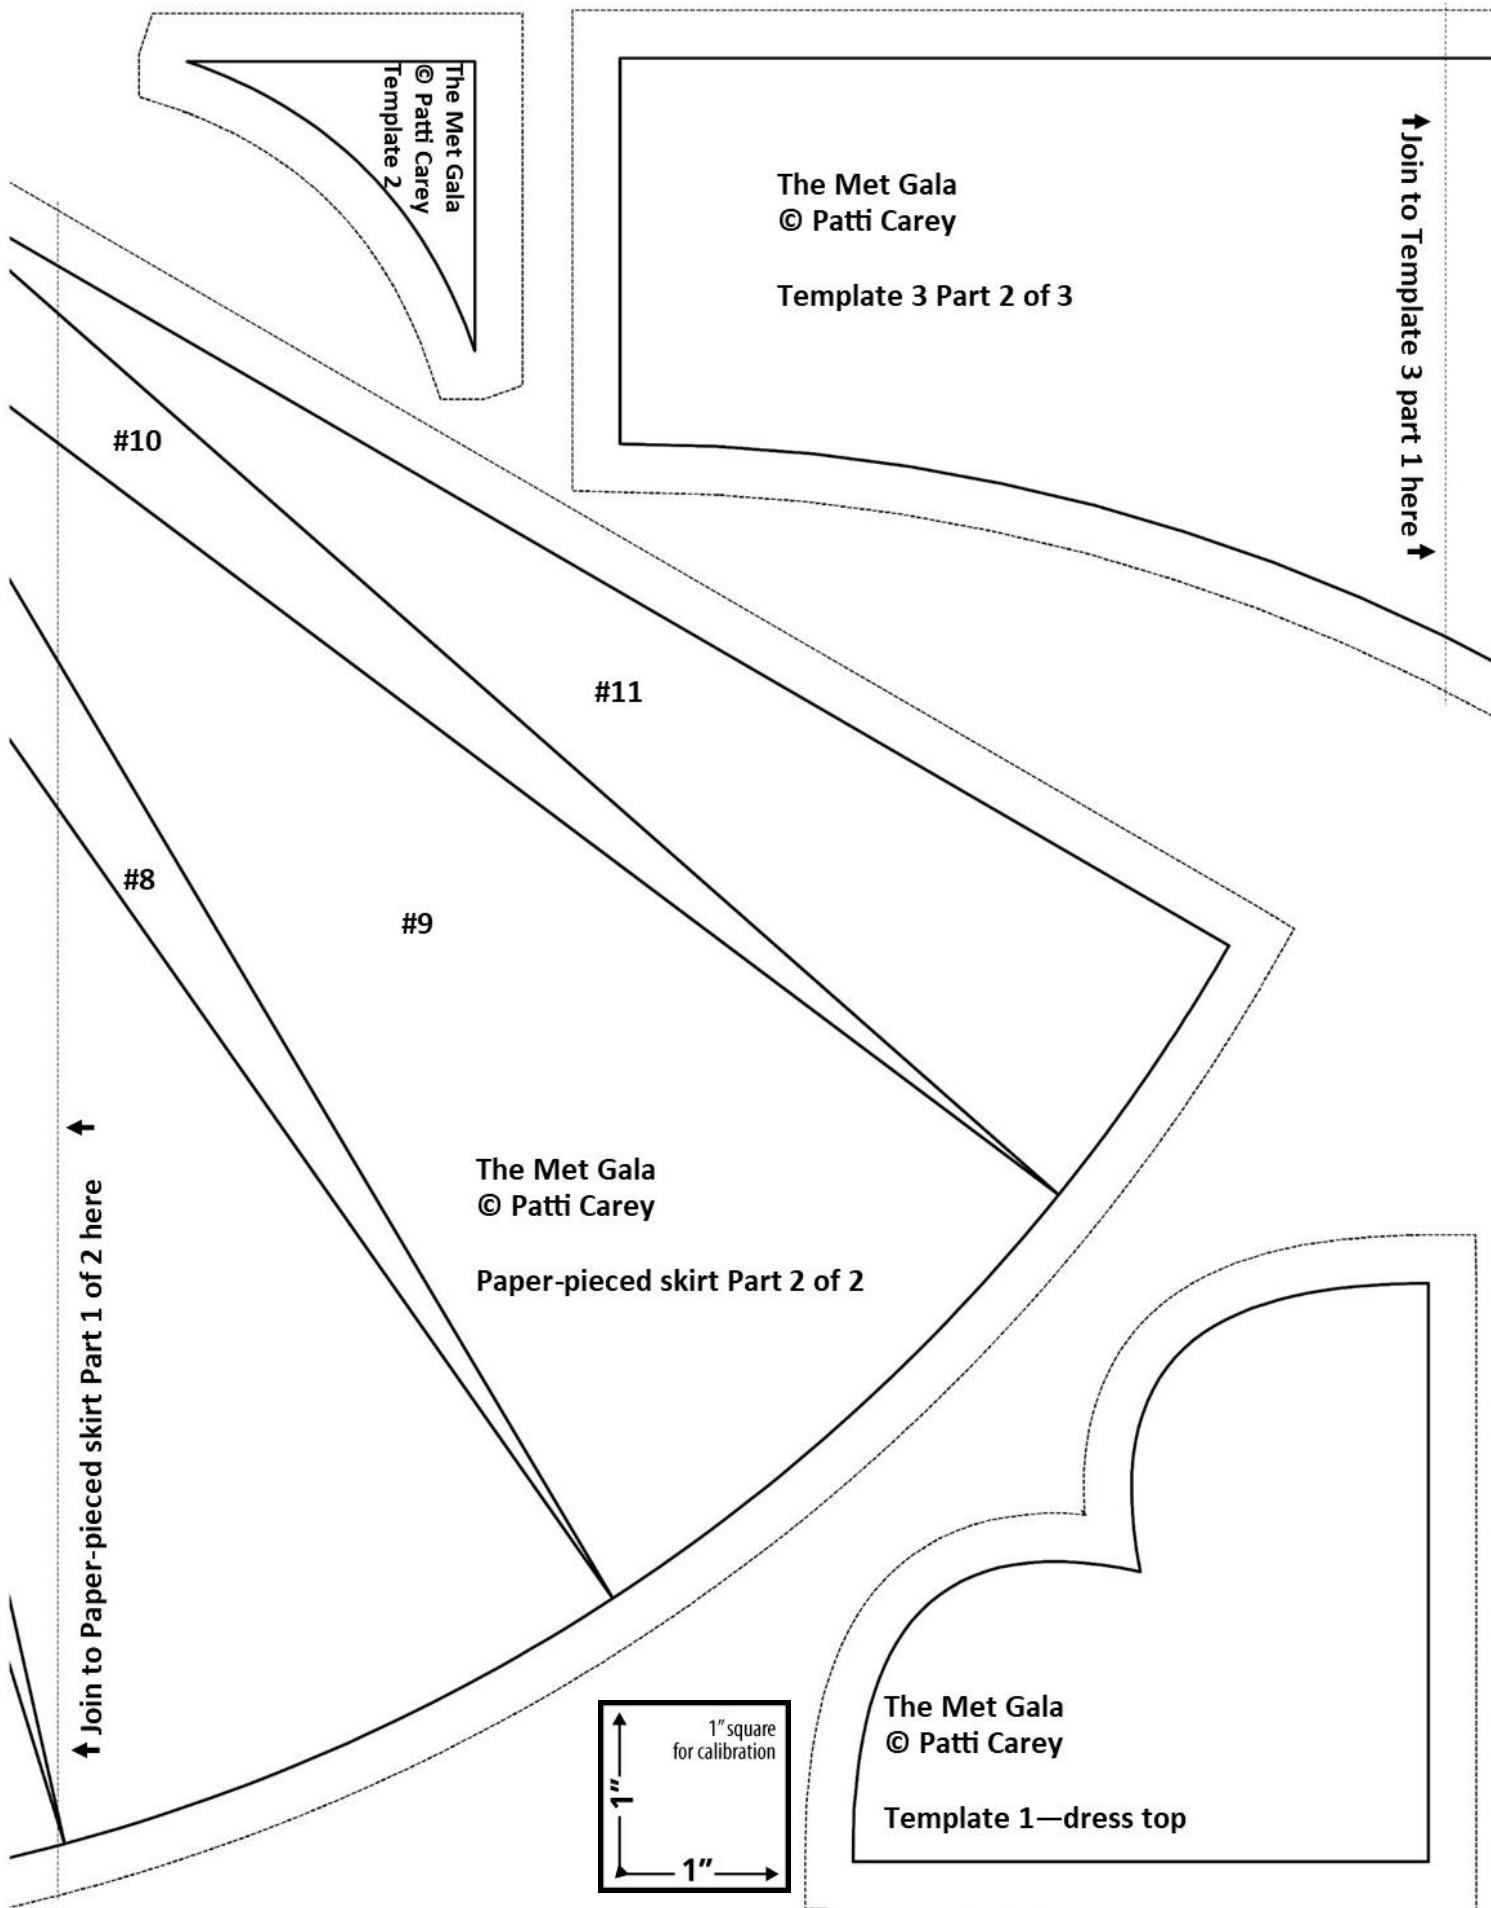 The Met Gala
© Patti Carey
Template 2
The Met Gala
© Patti Carey
Template 3 Part 2 of 3
Join to Template 3 part 1 here
#10
#11
#8
#9
The Met Gala
© Patti Carey
Paper-pieced skirt Part 2 of 2
Join to Paper-pieced skirt Part 1 of 2 here
1” square
for calibration
1”
1”
The Met Gala
© Patti Carey
Template 1—dress top